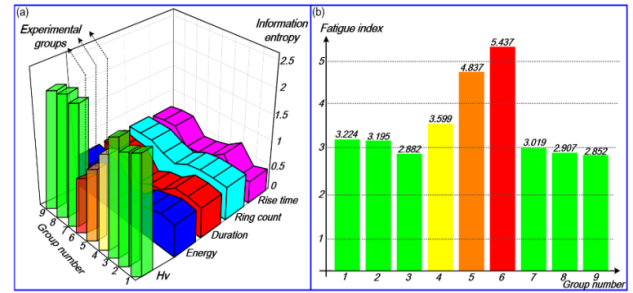 (a)
Experimental
groups
Information
entropy
2.5
2
1.5
1
0.5
0
Rise time
Ring count
Duration
Energy
Hv
9
8
7
6
5
4
3
2
1
Group number
(b)
Fatigue index
5
4
3
2
1
3.224
3.195
2.882
3.599
4.837
5.437
3.019
2.907
2.852
1 2 3 4 5 6 7 8 9
Group number